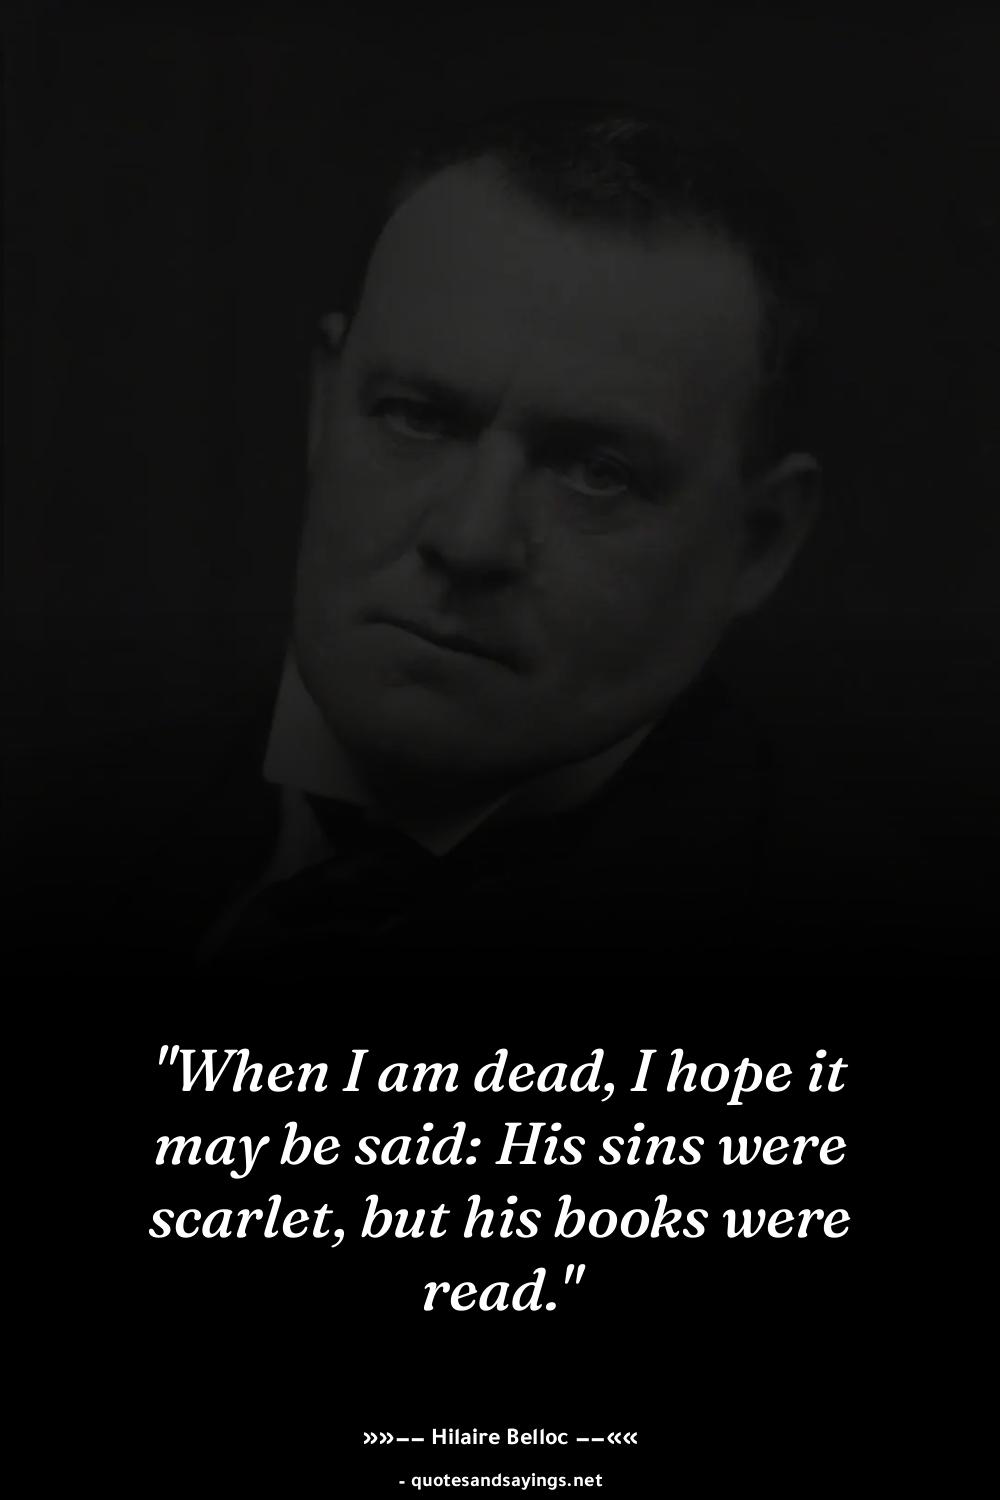 "When I am dead, I hope it
may be said: His sins were
scarlet, but his books were
read."
»»-- Hilaire Belloc --««
- quotesandsayings.net